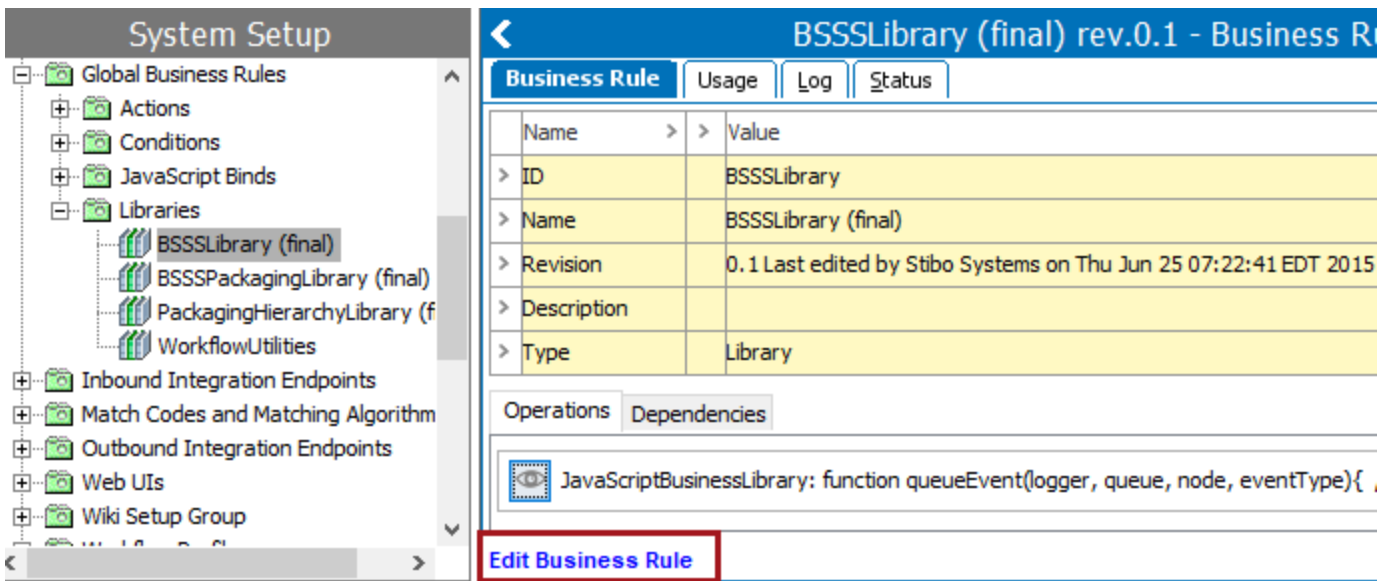 System Setup
Global Business Rules
Actions
Conditions
JavaScript Binds
Libraries
BSSSLibrary (final)
BSSSPackagingLibrary (final)
PackagingHierarchyLibrary (f
WorkflowUtilities
Inbound Integration Endpoints
Match Codes and Matching Algorithm
Outbound Integration Endpoints
Web UIs
Wiki Setup Group
BSSSLibrary (final) rev.0.1 - Business R
Business Rule Usage Log Status
Name > > Value
> ID BSSSLibrary
> Name BSSSLibrary (final)
> Revision 0.1 Last edited by Stibo Systems on Thu Jun 25 07:22:41 EDT 2015
> Description
> Type Library
Operations Dependencies
JavaScriptBusinessLibrary: function queueEvent(logger, queue, node, eventType){
Edit Business Rule